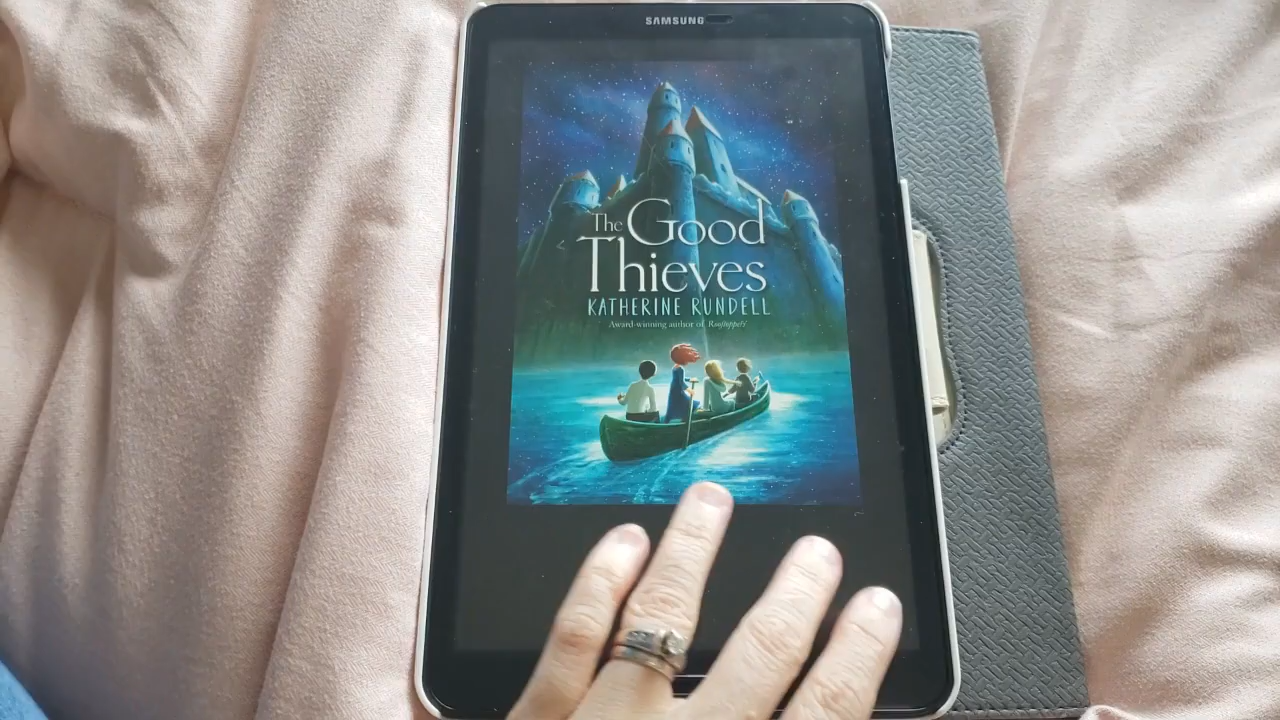 SAMSUNG
The Good
Thieves
KATHERINE RUNDELL
Award-winning author of Rooftoppers